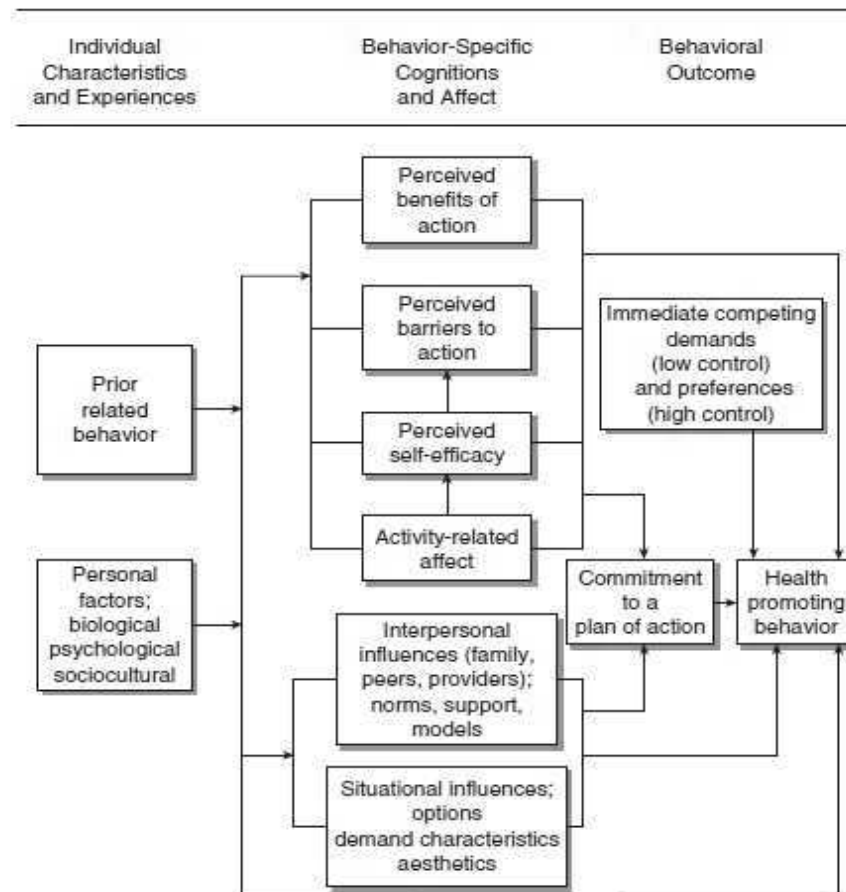 Individual
Characteristics
and Experiences
Behavior-Specific
Cognitions
and Affect
Behavioral
Outcome
Perceived
benefits of
action
Perceived
barriers to
action
Immediate competing
demands
(low control)
and preferences
(high control)
Prior
related
behavior
Perceived
self-efficacy
Activity-related
affect
Personal
factors;
biological
psychological
sociocultural
Commitment
to a
plan of action
Health
promoting
behavior
Interpersonal
influences (family,
peers, providers);
norms, support,
models
Situational influences;
options
demand characteristics
aesthetics